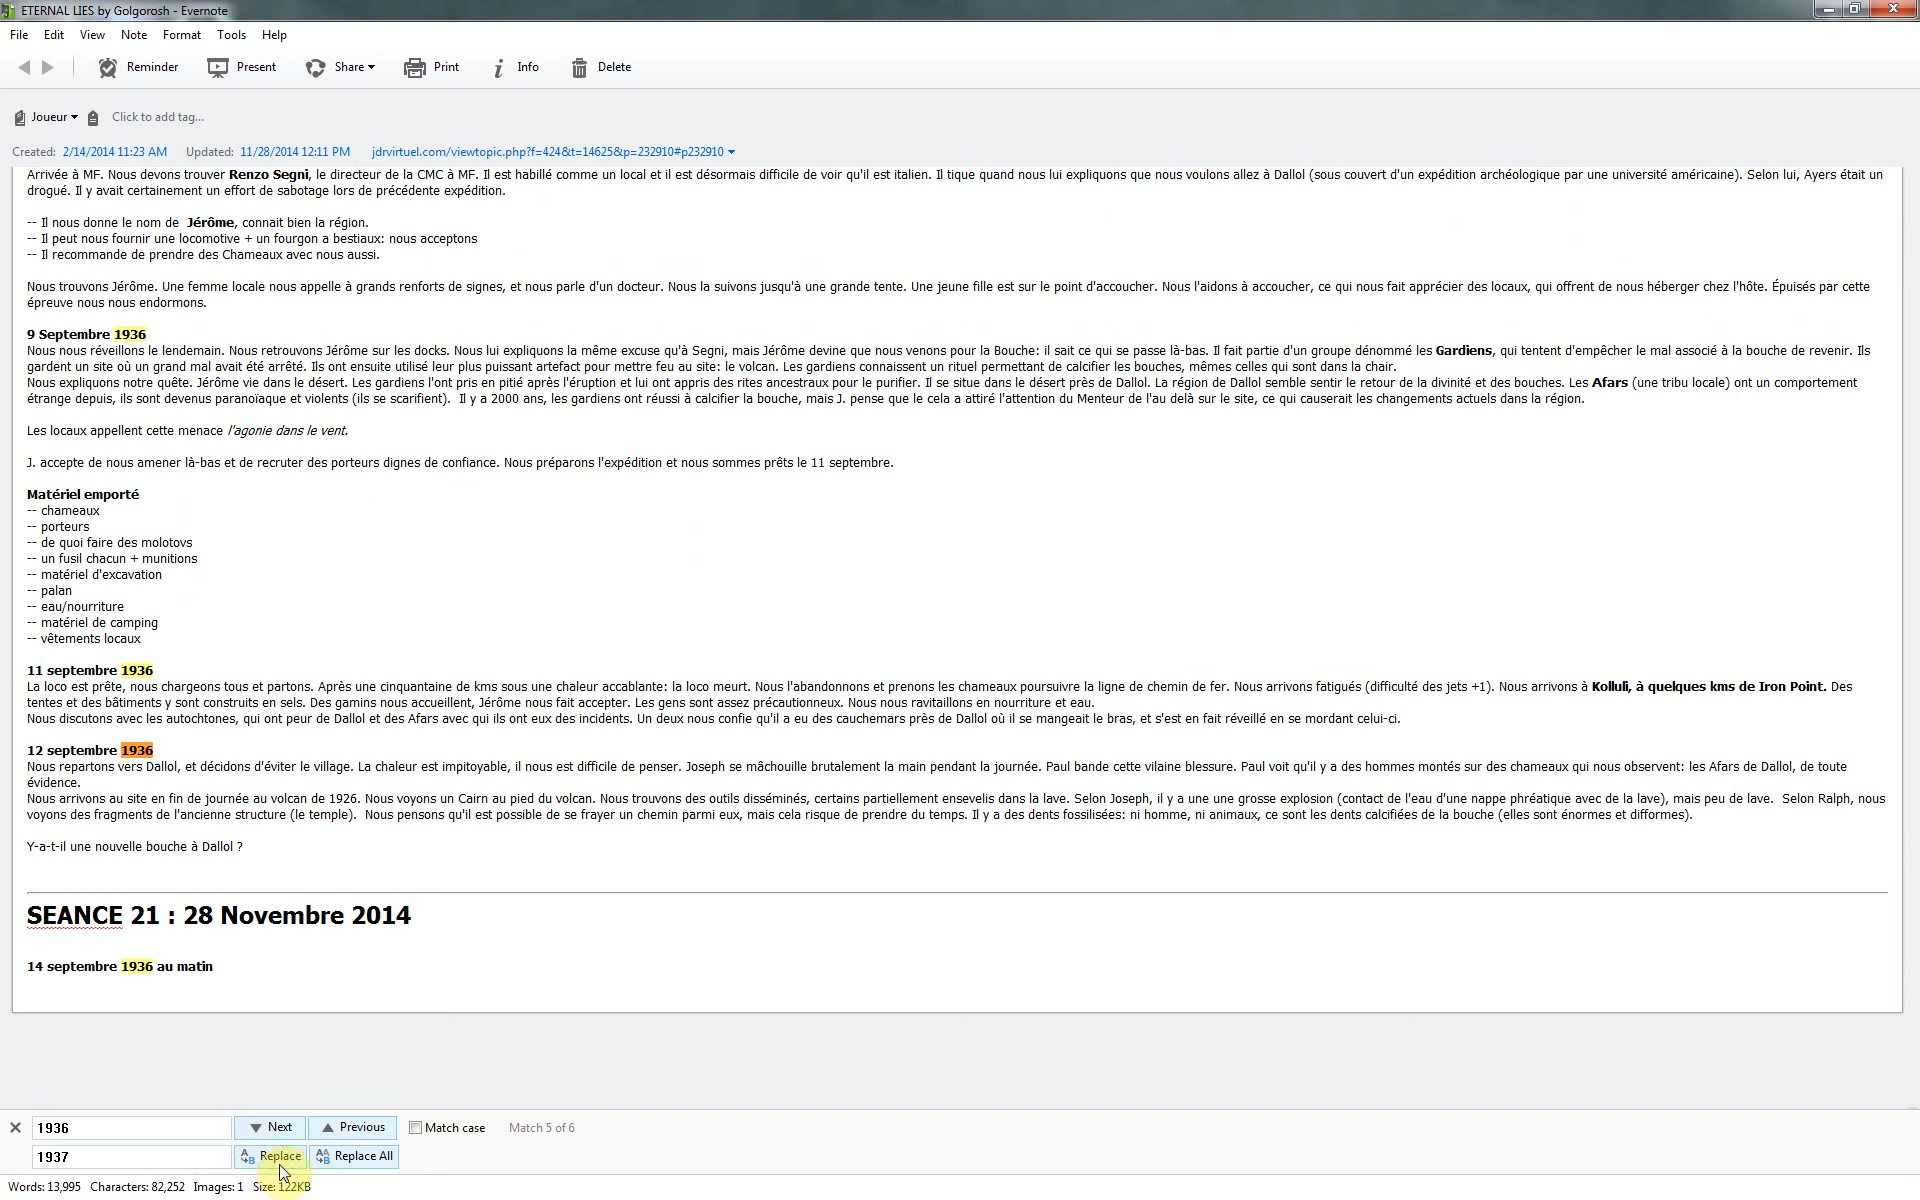 ETERNAL LIES by Golgorosh - Evernote
File Edit View Note Format Tools Help
Reminder Present Share Print Info Delete
Joueur Click to add tag...
Created: 2/14/2014 11:23 AM Updated: 11/28/2014 12:11 PM jdrvirtuel.com/viewtopic.php?f=424&t=14625&p=232910#p232910
Arrivée à MF. Nous devons trouver Renzo Segni, le directeur de la CMC à MF. Il est habillé comme un local et il est désormais difficile de voir qu'il est italien. Il tique quand nous lui expliquons que nous voulons allez à Dallol (sous couvert d'un expédition archéologique par une université américaine). Selon lui, Ayers était un
drogué. Il y avait certainement un effort de sabotage lors de précédente expédition.
-- Il nous donne le nom de Jérôme, connait bien la région.
-- Il peut nous fournir une locomotive + un fourgon a bestiaux: nous acceptons
-- Il recommande de prendre des Chameaux avec nous aussi.
Nous trouvons Jérôme. Une femme locale nous appelle à grands renforts de signes, et nous parle d'un docteur. Nous la suivons jusqu'à une grande tente. Une jeune fille est sur le point d'accoucher. Nous l'aidons à accoucher, ce qui nous fait apprécier des locaux, qui offrent de nous héberger chez l'hôte. Épuisés par cette
épreuve nous nous endormons.
9 Septembre 1936
Nous nous réveillons le lendemain. Nous retrouvons Jérôme sur les docks. Nous lui expliquons la même excuse qu'à Segni, mais Jérôme devine que nous venons pour la Bouche: il sait ce qui se passe là-bas. Il fait partie d'un groupe dénommé les Gardiens, qui tentent d'empêcher le mal associé à la bouche de revenir. Ils
gardent un site où un grand mal avait été arrêté. Ils ont ensuite utilisé leur plus puissant artefact pour mettre feu au site: le volcan. Les gardiens connaissent un rituel permettant de calcifier les bouches, mêmes celles qui sont dans la chair.
Nous expliquons notre quête. Jérôme vie dans le désert. Les gardiens l'ont pris en pitié après l'éruption et lui ont appris des rites ancestraux pour le purifier. Il se situe dans le désert près de Dallol. La région de Dallol semble sentir le retour de la divinité et des bouches. Les Afars (une tribu locale) ont un comportement
étrange depuis, ils sont devenus paranoïaque et violents (ils se scarifient). Il y a 2000 ans, les gardiens ont réussi à calcifier la bouche, mais J. pense que le cela a attiré l'attention du Menteur de l'au delà sur le site, ce qui causerait les changements actuels dans la région.
Les locaux appellent cette menace l'agonie dans le vent.
J. accepte de nous amener là-bas et de recruter des porteurs dignes de confiance. Nous préparons l'expédition et nous sommes prêts le 11 septembre.
Matériel emporté
-- chameaux
-- porteurs
-- de quoi faire des molotovs
-- un fusil chacun + munitions
-- matériel d'excavation
-- palan
-- eau/nourriture
-- matériel de camping
-- vêtements locaux
11 septembre 1936
La loco est prête, nous chargeons tous et partons. Après une cinquantaine de kms sous une chaleur accablante: la loco meurt. Nous l'abandonnons et prenons les chameaux poursuivre la ligne de chemin de fer. Nous arrivons fatigués (difficulté des jets +1). Nous arrivons à Kolluli, à quelques kms de Iron Point. Des
tentes et des bâtiments y sont construits en sels. Des gamins nous accueillent, Jérôme nous fait accepter. Les gens sont assez précautionneux. Nous nous ravitaillons en nourriture et eau.
Nous discutons avec les autochtones, qui ont peur de Dallol et des Afars avec qui ils ont eux des incidents. Un deux nous confie qu'il a eu des cauchemars près de Dallol où il se mangeait le bras, et s'est en fait réveillé en se mordant celui-ci.
12 septembre 1936
Nous repartons vers Dallol, et décidons d'éviter le village. La chaleur est impitoyable, il nous est difficile de penser. Joseph se mâchouille brutalement la main pendant la journée. Paul bande cette vilaine blessure. Paul voit qu'il y a des hommes montés sur des chameaux qui nous observent: les Afars de Dallol, de toute
évidence.
Nous arrivons au site en fin de journée au volcan de 1926. Nous voyons un Cairn au pied du volcan. Nous trouvons des outils disséminés, certains partiellement ensevelis dans la lave. Selon Joseph, il y a une une grosse explosion (contact de l'eau d'une nappe phréatique avec de la lave), mais peu de lave. Selon Ralph, nous
voyons des fragments de l'ancienne structure (le temple). Nous pensons qu'il est possible de se frayer un chemin parmi eux, mais cela risque de prendre du temps. Il y a des dents fossilisées: ni homme, ni animaux, ce sont les dents calcifiées de la bouche (elles sont énormes et difformes).
Y-a-t-il une nouvelle bouche à Dallol ?
SEANCE 21 : 28 Novembre 2014
14 septembre 1936 au matin
1936 Next Previous Match case Match 5 of 6
1937 Replace Replace All
Words: 13,995 Characters: 82,252 Images: 1 Size: 122KB